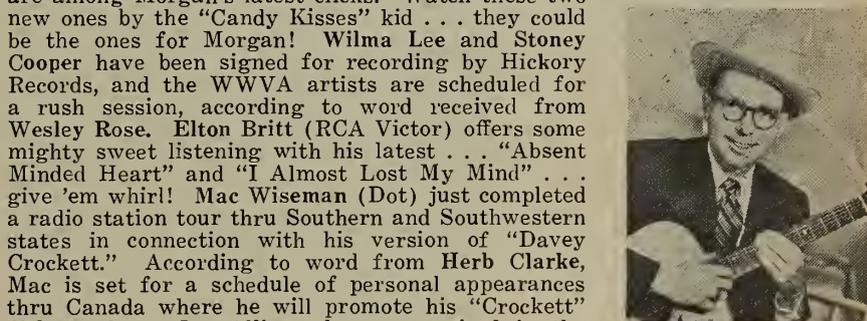 are among Morgan's latest clicks. Watch these two
new ones by the “Candy Kisses” kid . . . they could
be the ones for Morgan! Wilma Lee and Stoney
Cooper have been signed for recording by Hickory
Records, and the WWVA artists are scheduled for
a rush session, according to word received from
Wesley Rose. Elton Britt (RCA Victor) offers some
mighty sweet listening with his latest . . . “Absent
Minded Heart” and “I Almost Lost My Mind” . . .
give 'em whirl! Mac Wiseman (Dot) just completed
a radio station tour thru Southern and Southwestern
states in connection with his version of “Davey
Crockett.” According to word from Herb Clarke,
Mac is set for a schedule of personal appearances
thru Canada where he will promote his “Crockett”